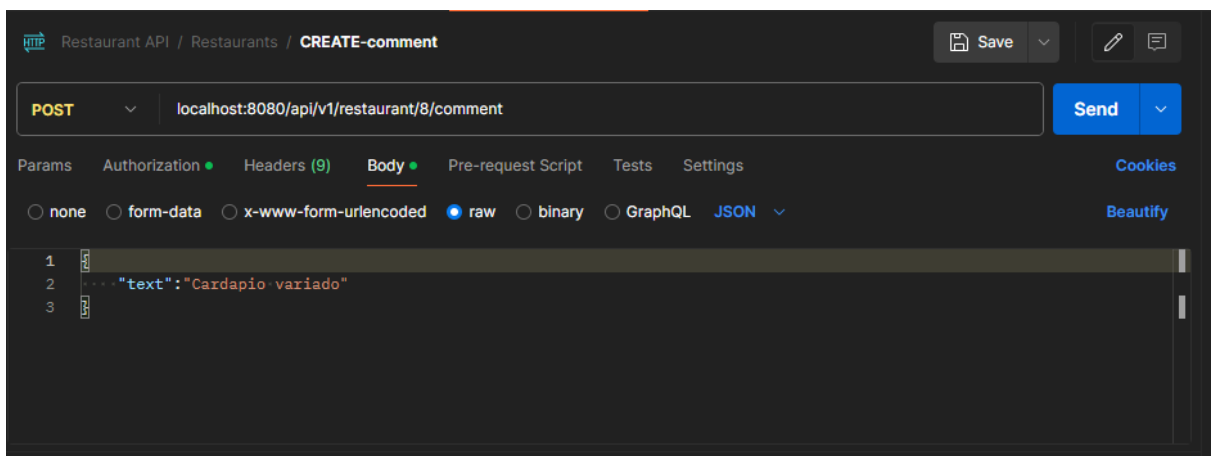 HTTP Restaurant API / Restaurants / CREATE-comment Save
POST localhost:8080/api/v1/restaurant/8/comment Send
Params Authorization Headers (9) Body Pre-request Script Tests Settings Cookies
none form-data x-www-form-urlencoded raw binary GraphQL JSON Beautify
1 {
2 "text":"Cardapio variado"
3 }